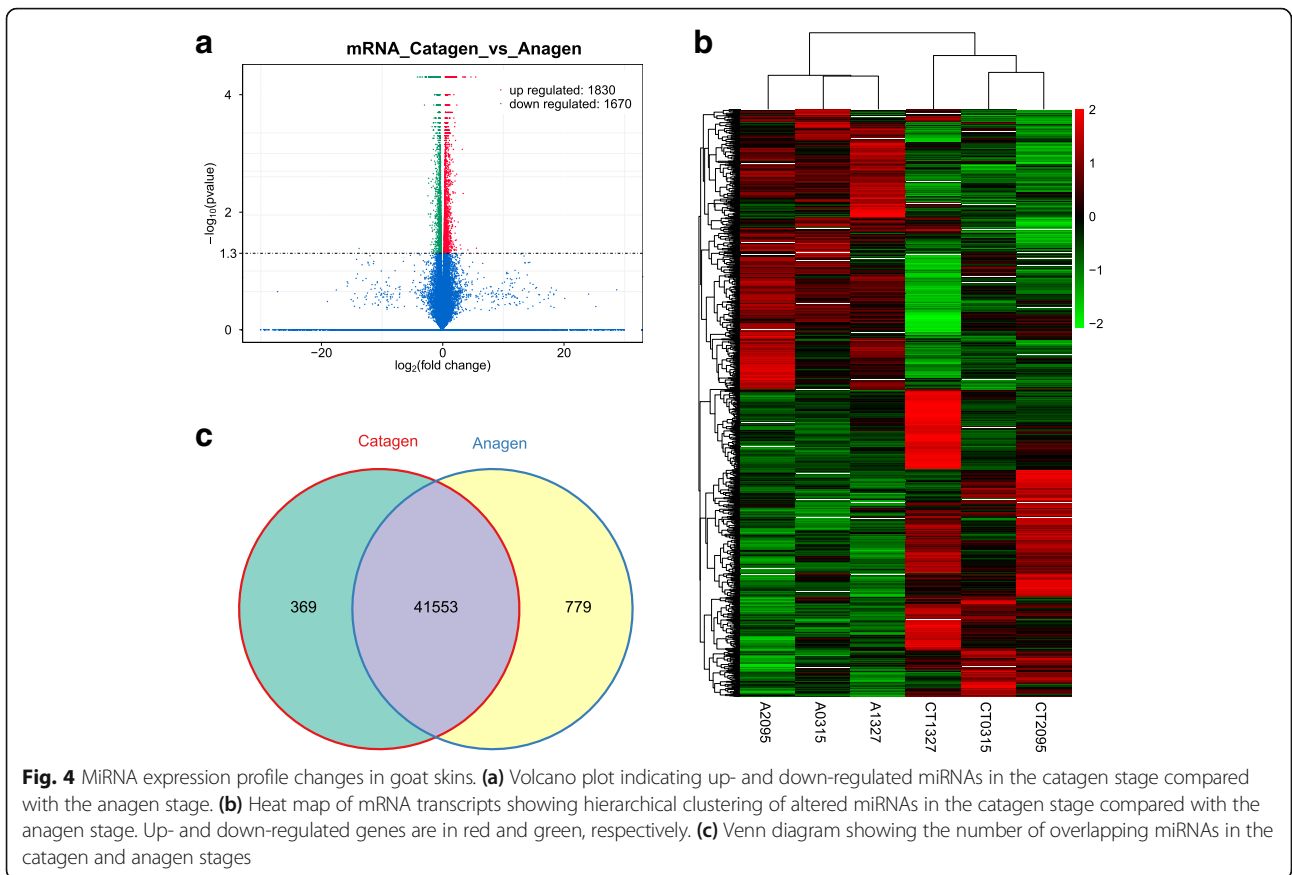 a
mRNA_Catagen_vs_Anagen
up regulated: 1830
down regulated: 1670
−log10(pvalue)
4
2
1.3
0
−20
0
20
log2(fold change)
b
2
1
0
−1
−2
A2095
A0315
A1327
CT1327
CT0315
CT2095
c
Catagen
Anagen
369
41553
779
Fig. 4 MiRNA expression profile changes in goat skins. (a) Volcano plot indicating up- and down-regulated miRNAs in the catagen stage compared
with the anagen stage. (b) Heat map of mRNA transcripts showing hierarchical clustering of altered miRNAs in the catagen stage compared with the
anagen stage. Up- and down-regulated genes are in red and green, respectively. (c) Venn diagram showing the number of overlapping miRNAs in the
catagen and anagen stages